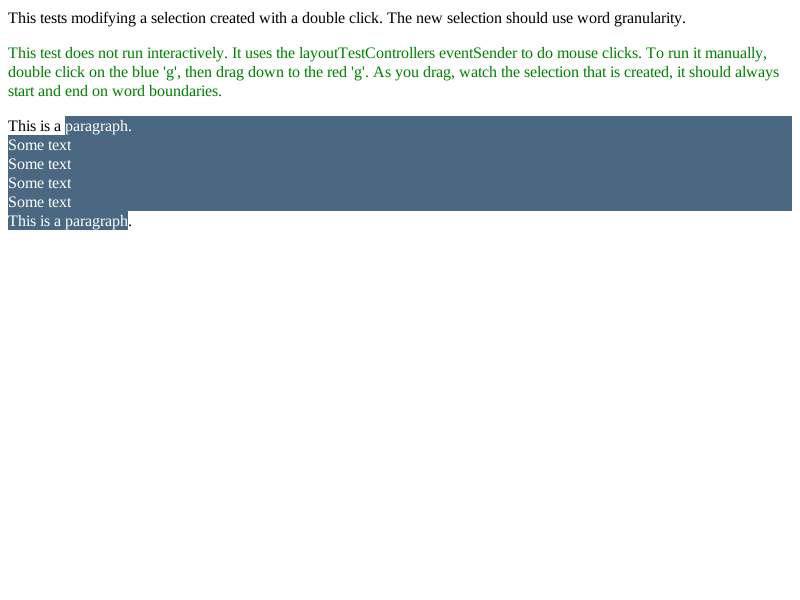 This tests modifying a selection created with a double click. The new selection should use word granularity.
This test does not run interactively. It uses the layoutTestControllers eventSender to do mouse clicks. To run it manually,
double click on the blue 'g', then drag down to the red 'g'. As you drag, watch the selection that is created, it should always
start and end on word boundaries.
This is a paragraph.
Some text
Some text
Some text
Some text
This is a paragraph.